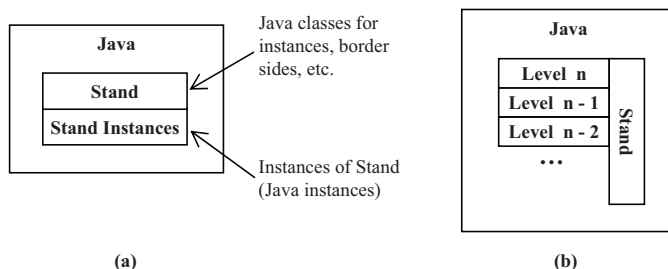 Java
Stand
Stand Instances
Java classes for
instances, border
sides, etc.
Instances of Stand
(Java instances)
(a)
Java
Level n
Level n - 1
Level n - 2
...
Stand
(b)